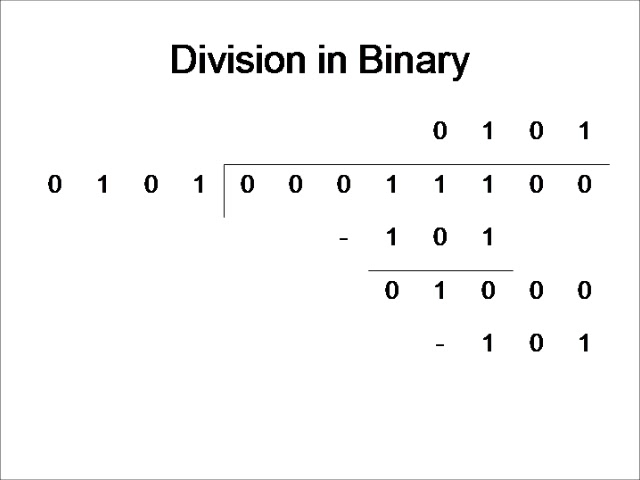 Division in Binary
0 1 0 1
0 1 0 1 0 0 0 1 1 1 0 0
- 1 0 1
0 1 0 0 0
- 1 0 1